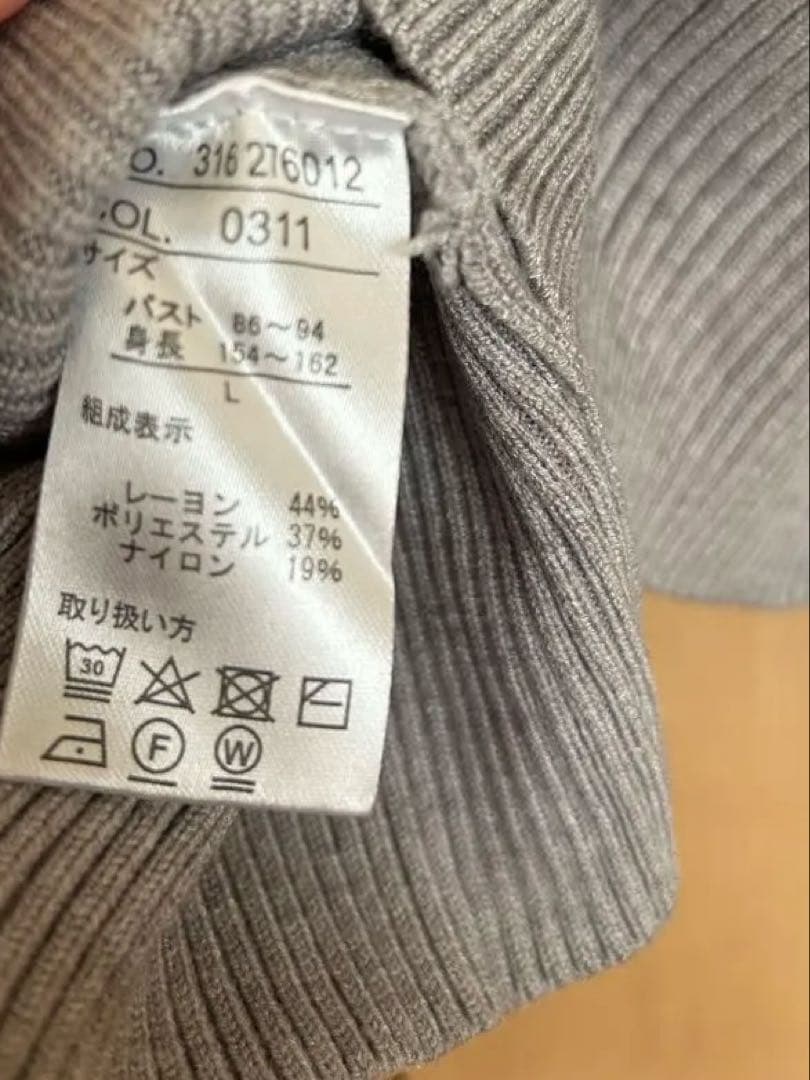 O. 316 276012
OL. 0311
サイズ
バスト 86～94
身長 154～162
L
組成表示
レーヨン 44%
ポリエステル 37%
ナイロン 19%
取り扱い方
30
F
W